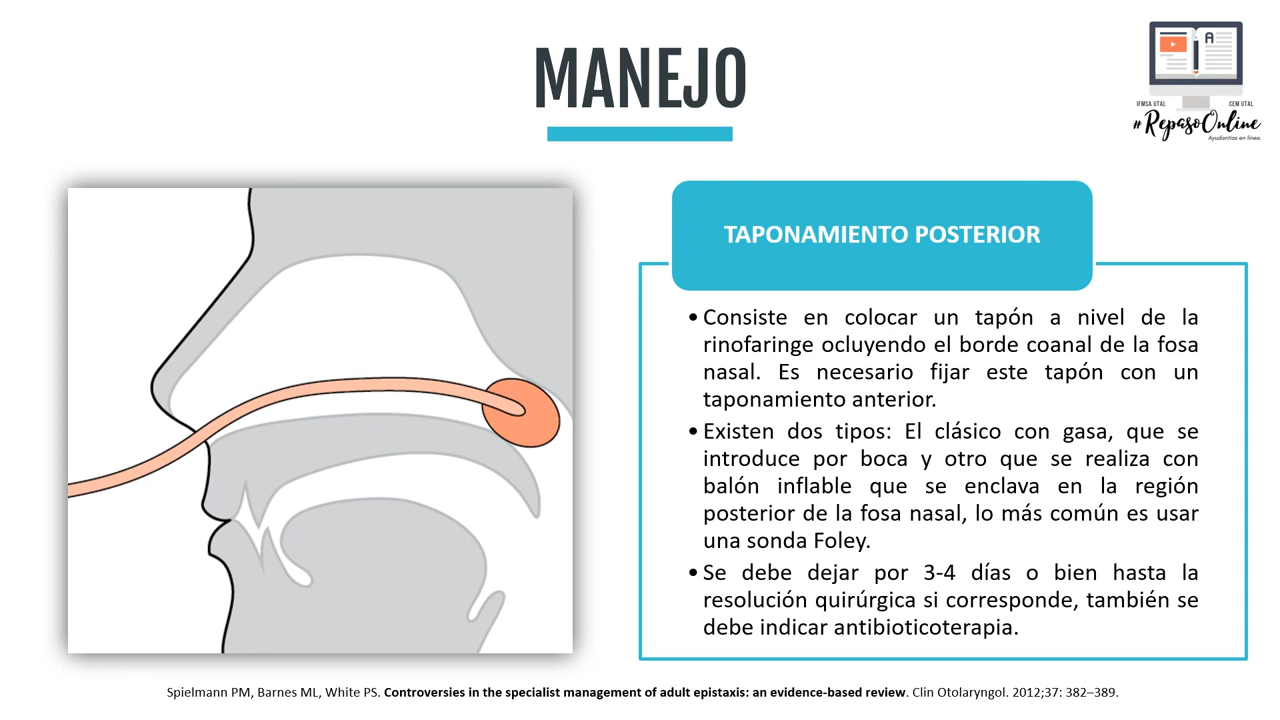 MANEJO
A
IFMSA UTAL
CEM UTAL
#RepasoOnline
Ayudantías en línea.
TAPONAMIENTO POSTERIOR
•Consiste en colocar un tapón a nivel de la
rinofaringe ocluyendo el borde coanal de la fosa
nasal. Es necesario fijar este tapón con un
taponamiento anterior.
•Existen dos tipos: El clásico con gasa, que se
introduce por boca y otro que se realiza con
balón inflable que se enclava en la región
posterior de la fosa nasal, lo más común es usar
una sonda Foley.
•Se debe dejar por 3-4 días o bien hasta la
resolución quirúrgica si corresponde, también se
debe indicar antibioticoterapia.
Spielmann PM, Barnes ML, White PS. Controversies in the specialist management of adult epistaxis: an evidence-based review. Clin Otolaryngol. 2012;37: 382–389.